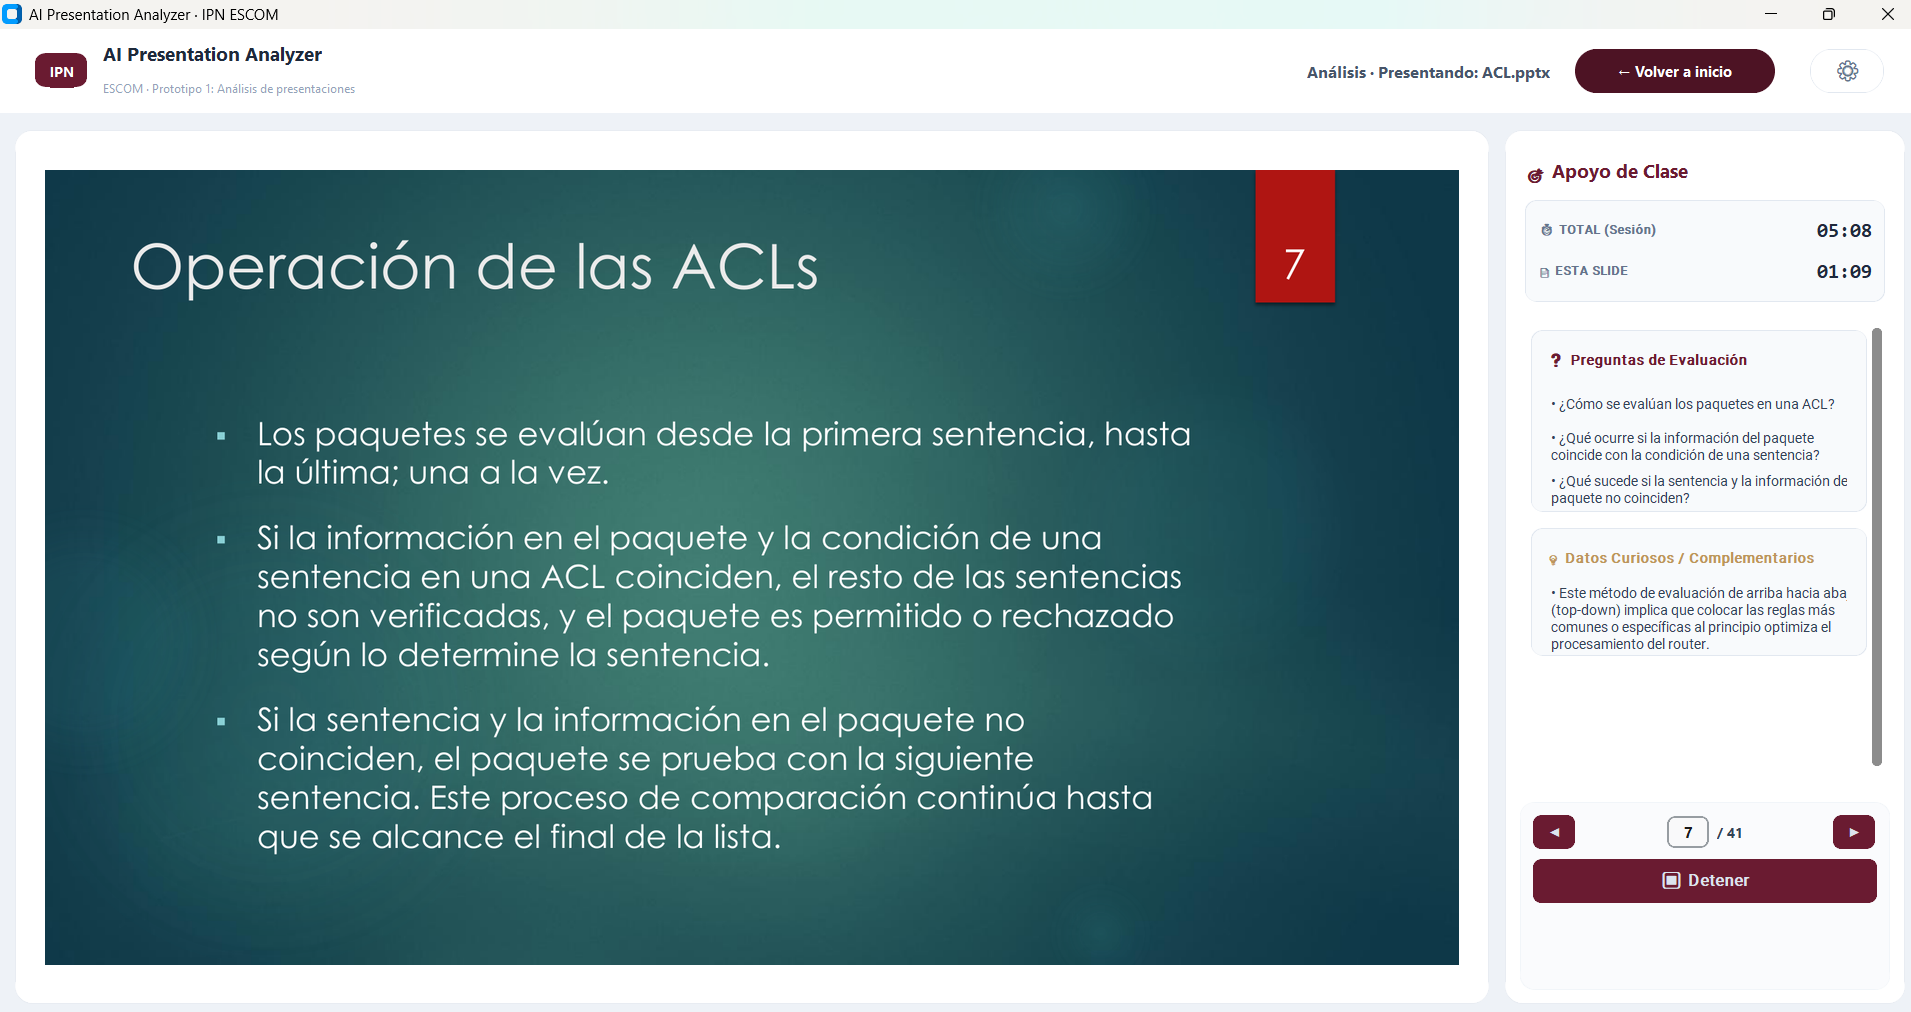 AI Presentation Analyzer · IPN ESCOM
IPN
AI Presentation Analyzer
ESCOM · Prototipo 1: Análisis de presentaciones
Análisis · Presentando: ACL.pptx
← Volver a inicio
Operación de las ACLs
7
▪ Los paquetes se evalúan desde la primera sentencia, hasta
la última; una a la vez.
▪ Si la información en el paquete y la condición de una
sentencia en una ACL coinciden, el resto de las sentencias
no son verificadas, y el paquete es permitido o rechazado
según lo determine la sentencia.
▪ Si la sentencia y la información en el paquete no
coinciden, el paquete se prueba con la siguiente
sentencia. Este proceso de comparación continúa hasta
que se alcance el final de la lista.
Apoyo de Clase
TOTAL (Sesión) 05:08
ESTA SLIDE 01:09
? Preguntas de Evaluación
• ¿Cómo se evalúan los paquetes en una ACL?
• ¿Qué ocurre si la información del paquete
coincide con la condición de una sentencia?
• ¿Qué sucede si la sentencia y la información de
paquete no coinciden?
Datos Curiosos / Complementarios
• Este método de evaluación de arriba hacia aba
(top-down) implica que colocar las reglas más
comunes o específicas al principio optimiza el
procesamiento del router.
◄ 7 / 41 ►
Detener